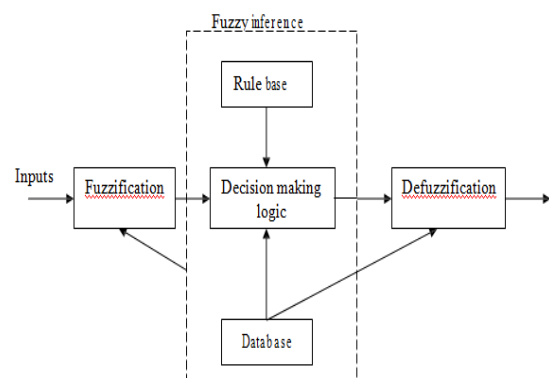 Fuzzy inference
Rule base
Inputs
Fuzzification
Decision making
logic
Defuzzification
Database